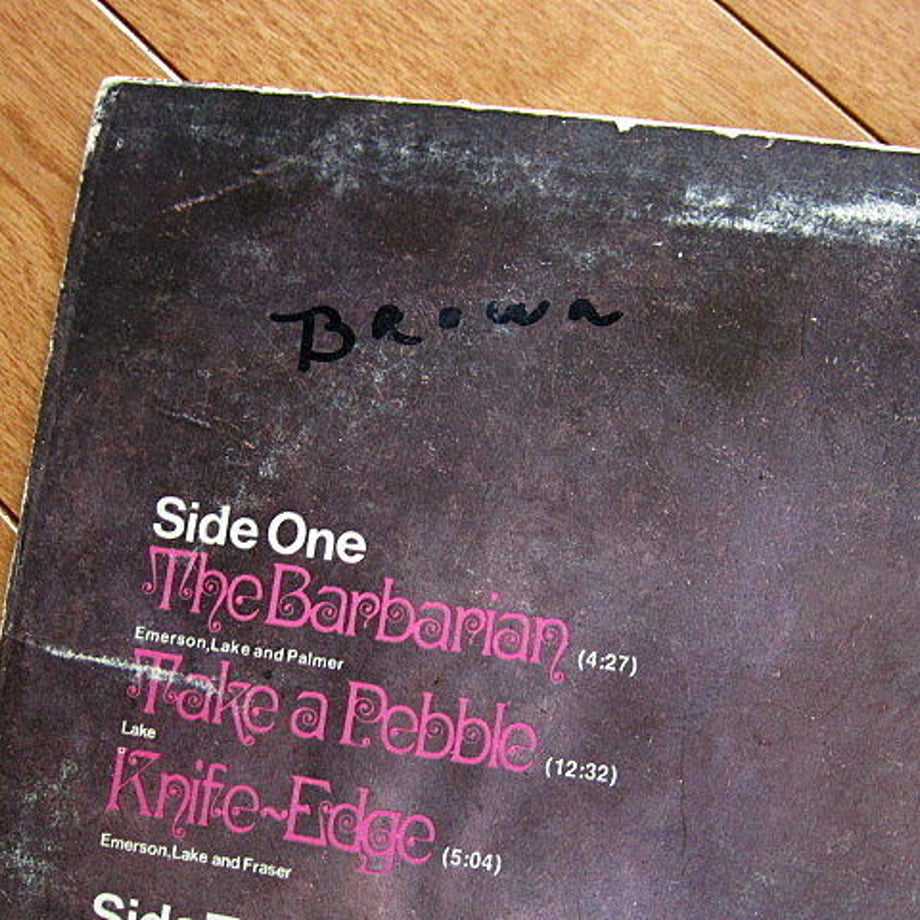 Brown
Side One
The Barbarian (4:27)
Emerson,Lake and Palmer
Take a Pebble (12:32)
Lake
Knife~Edge (5:04)
Emerson,Lake and Fraser
Side